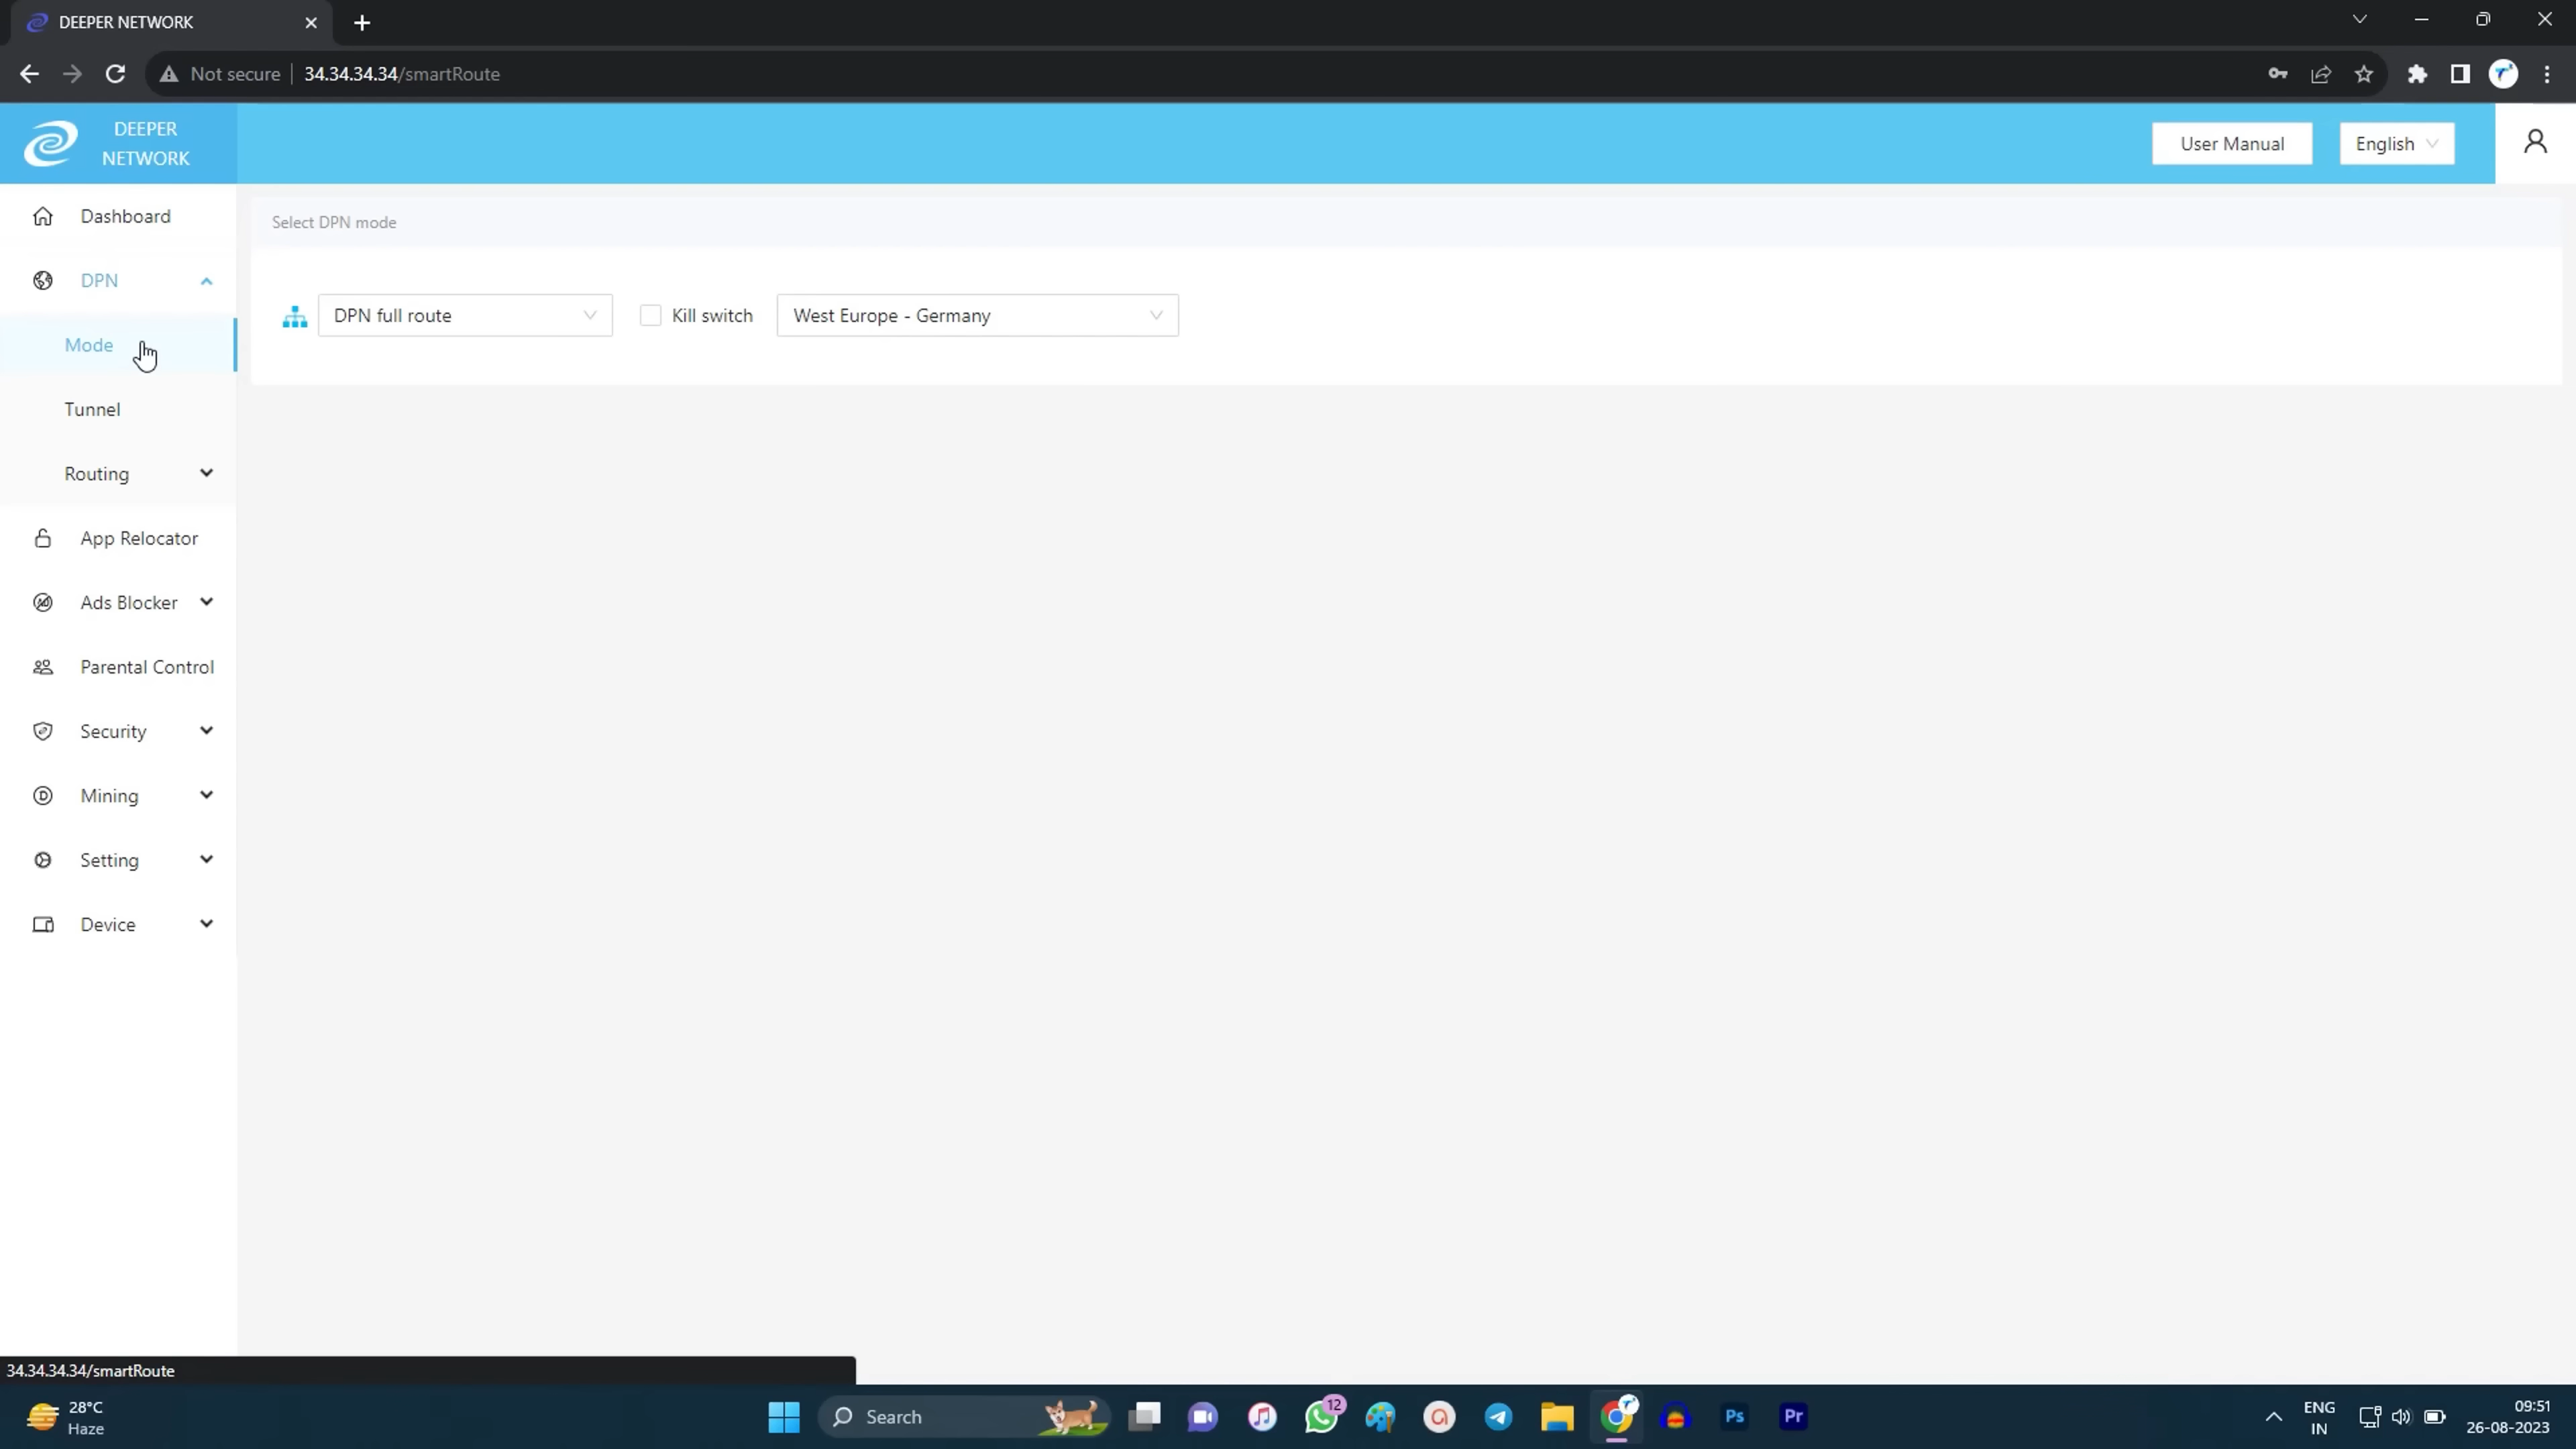 DEEPER NETWORK
Not secure
34.34.34.34/smartRoute
DEEPER
NETWORK
User Manual
English
Dashboard
Select DPN mode
DPN
DPN full route
Kill switch
West Europe - Germany
Mode
Tunnel
Routing
App Relocator
Ads Blocker
Parental Control
Security
Mining
Setting
Device
34.34.34.34/smartRoute
28°C
Haze
Search
12
Ps
Pr
ENG
IN
09:51
26-08-2023